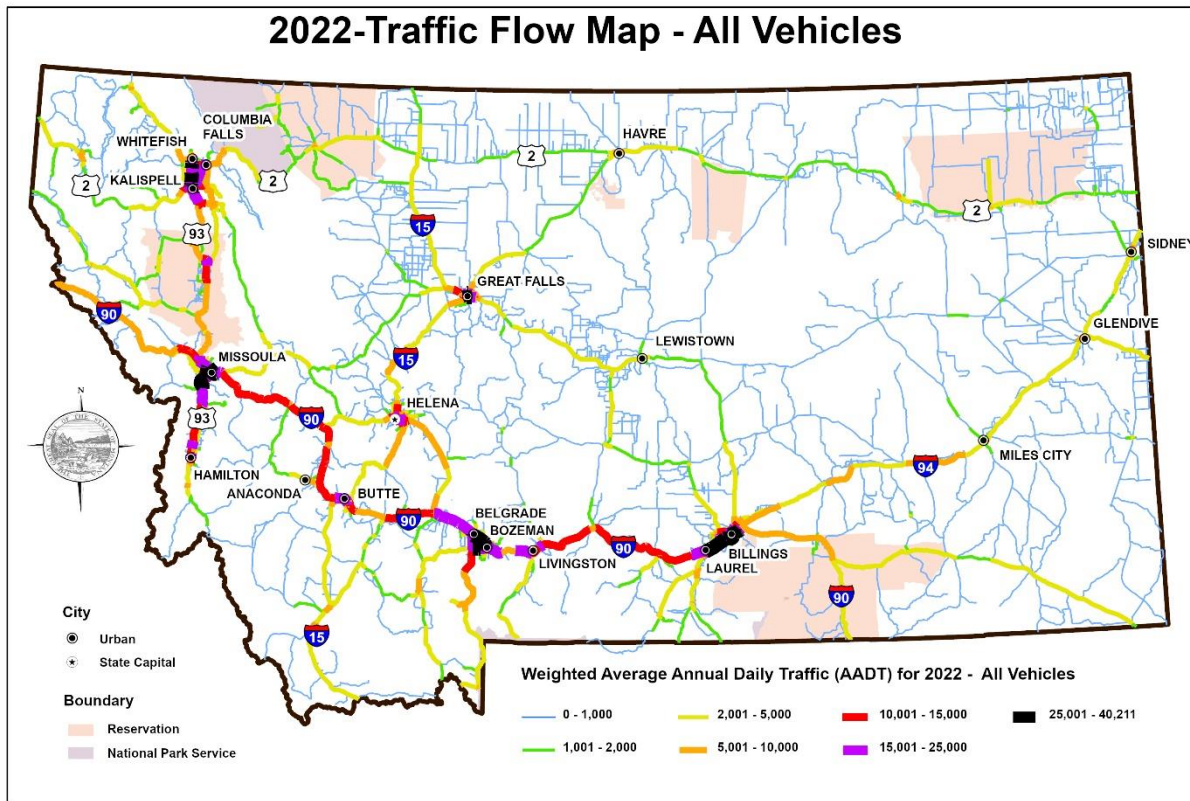 2022-Traffic Flow Map - All Vehicles
COLUMBIA
FALLS
WHITEFISH
HAVRE
2
2
2
KALISPELL
2
93
15
SIDNEY
GREAT FALLS
90
GLENDIVE
LEWISTOWN
MISSOULA
15
HELENA
90
93
N
HAMILTON
ANACONDA
BUTTE
94
MILES CITY
90
BELGRADE
BOZEMAN
90
LIVINGSTON
BILLINGS
LAUREL
90
15
City
Urban
State Capital
Boundary
Reservation
National Park Service
Weighted Average Annual Daily Traffic (AADT) for 2022 - All Vehicles
0 - 1,000
2,001 - 5,000
10,001 - 15,000
25,001 - 40,211
1,001 - 2,000
5,001 - 10,000
15,001 - 25,000